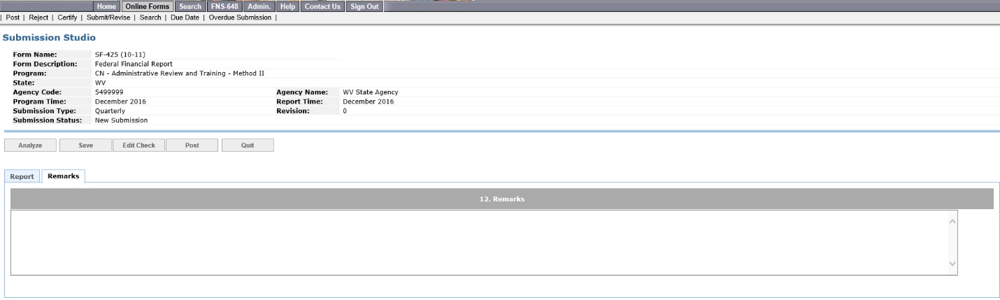 Home Online Forms Search FNS-648 Admin. Help Contact Us Sign Out
| Post | Reject | Certify | Submit/Revise | Search | Due Date | Overdue Submission |
Submission Studio
Form Name: SF-425 (10-11)
Form Description: Federal Financial Report
Program: CN - Administrative Review and Training - Method II
State: WV
Agency Code: 5499999 Agency Name: WV State Agency
Program Time: December 2016 Report Time: December 2016
Submission Type: Quarterly Revision: 0
Submission Status: New Submission
Analyze Save Edit Check Post Quit
Report Remarks
12. Remarks